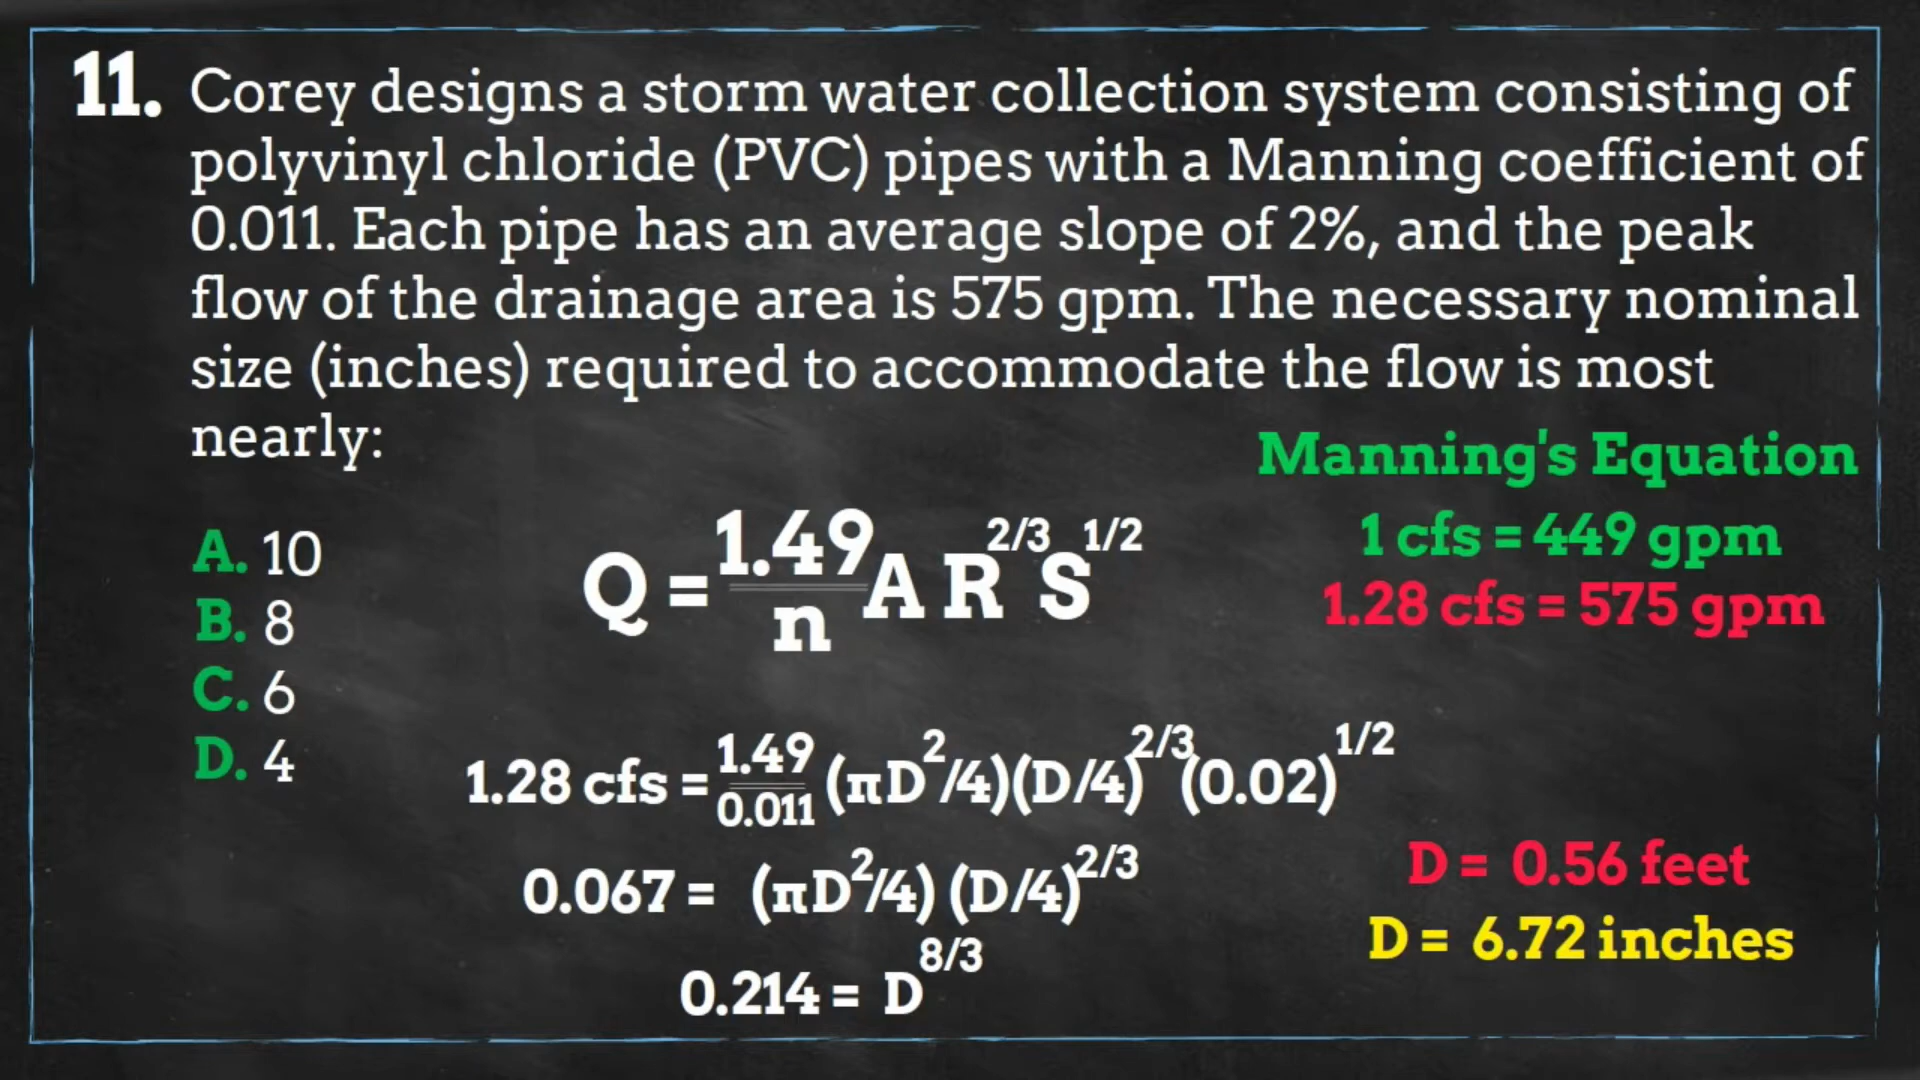 11. Corey designs a storm water collection system consisting of
polyvinyl chloride (PVC) pipes with a Manning coefficient of
0.011. Each pipe has an average slope of 2%, and the peak
flow of the drainage area is 575 gpm. The necessary nominal
size (inches) required to accommodate the flow is most
nearly:
Manning's Equation
1 cfs = 449 gpm
1.28 cfs = 575 gpm
A. 10
B. 8
C. 6
D. 4
Q = 1.49/n A R^2/3 S^1/2
1.28 cfs = 1.49/0.011 (πD^2/4)(D/4)^2/3(0.02)^1/2
0.067 = (πD^2/4) (D/4)^2/3
0.214 = D^8/3
D = 0.56 feet
D = 6.72 inches